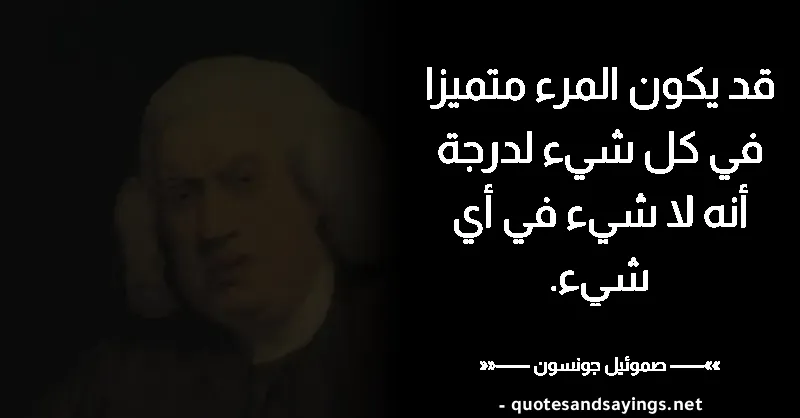 قد يكون المرء متميزا
في كل شيء لدرجة
أنه لا شيء في أي
شيء.
»»—— صموئيل جونسون ——««
- quotesandsayings.net